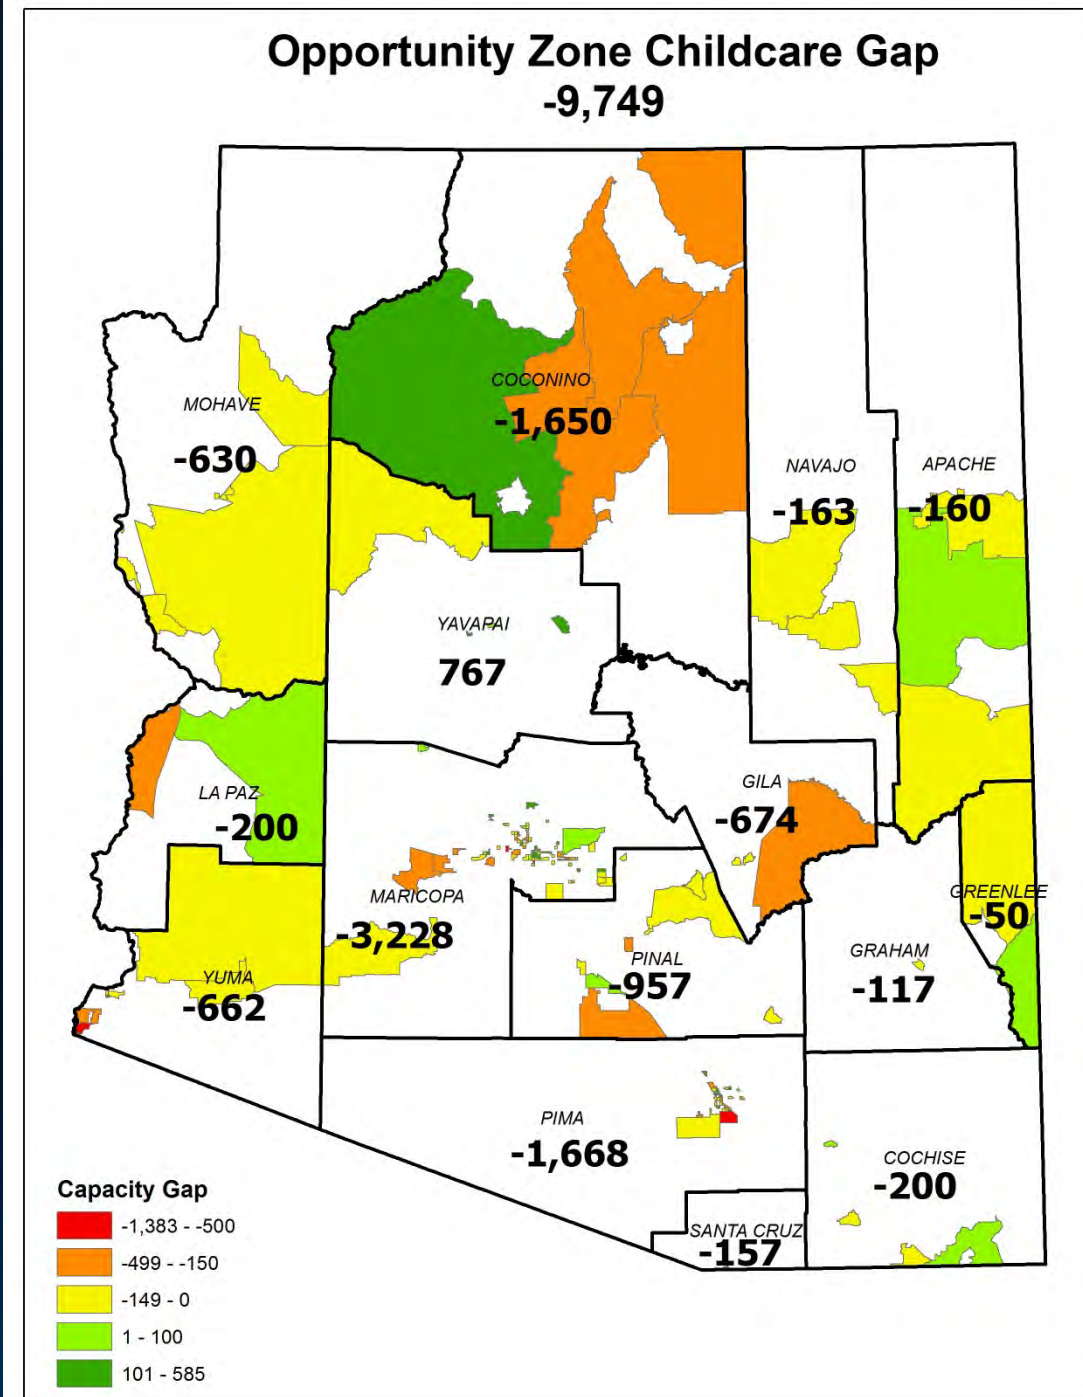 Opportunity Zone Childcare Gap
-9,749
COCONINO
-1,650
MOHAVE
-630
NAVAJO
-163
APACHE
-160
YAVAPAI
767
LA PAZ
-200
GILA
-674
MARICOPA
-3,228
GREENLEE
-50
PINAL
-957
GRAHAM
-117
YUMA
-662
PIMA
-1,668
COCHISE
-200
SANTA CRUZ
-157
Capacity Gap
-1,383 - -500
-499 - -150
-149 - 0
1 - 100
101 - 585